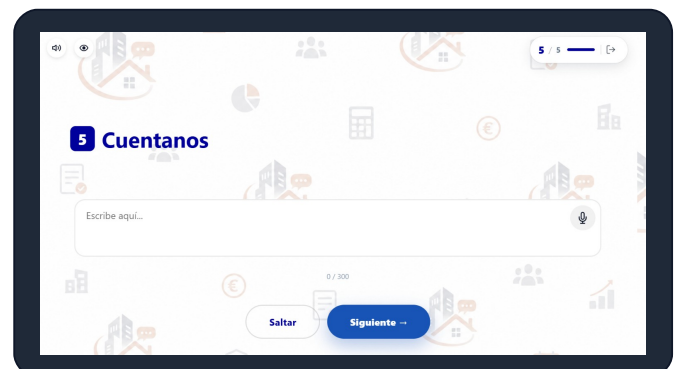 5 / 5
5 Cuentanos
Escribe aquí...
0 / 300
Saltar
Siguiente →